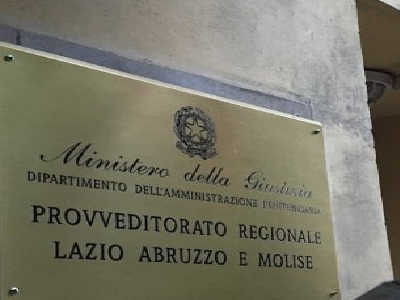 Ministero della Giustizia
DIPARTIMENTO DELL'AMMINISTRAZIONE PENITENZIARIA
PROVVEDITORATO REGIONALE
LAZIO ABRUZZO E MOLISE